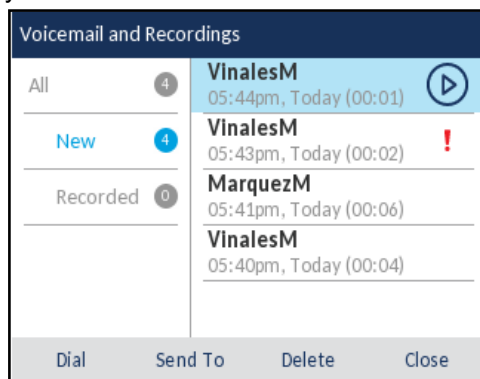 Voicemail and Recordings
All 4
New 4
Recorded 0
VinalesM
05:44pm, Today (00:01)
VinalesM
05:43pm, Today (00:02) !
MarquezM
05:41pm, Today (00:06)
VinalesM
05:40pm, Today (00:04)
Dial Send To Delete Close